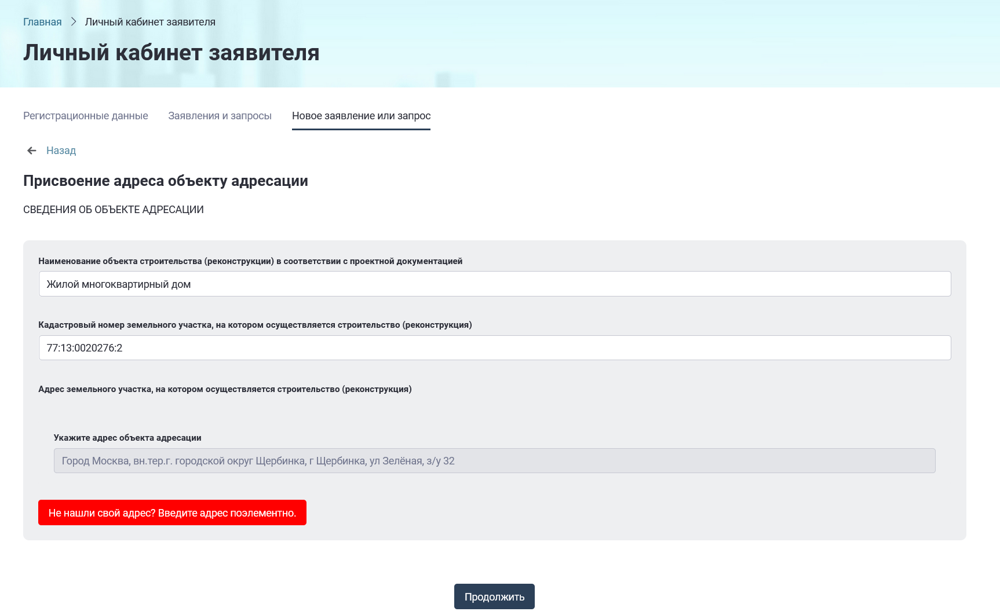 Главная > Личный кабинет заявителя
Личный кабинет заявителя
Регистрационные данные Заявления и запросы Новое заявление или запрос
← Назад
Присвоение адреса объекту адресации
СВЕДЕНИЯ ОБ ОБЪЕКТЕ АДРЕСАЦИИ
Наименование объекта строительства (реконструкции) в соответствии с проектной документацией
Жилой многоквартирный дом
Кадастровый номер земельного участка, на котором осуществляется строительство (реконструкция)
77:13:0020276:2
Адрес земельного участка, на котором осуществляется строительство (реконструкция)
Укажите адрес объекта адресации
Город Москва, вн.тер.г. городской округ Щербинка, г Щербинка, ул Зелёная, з/у 32
Не нашли свой адрес? Введите адрес поэлементно.
Продолжить